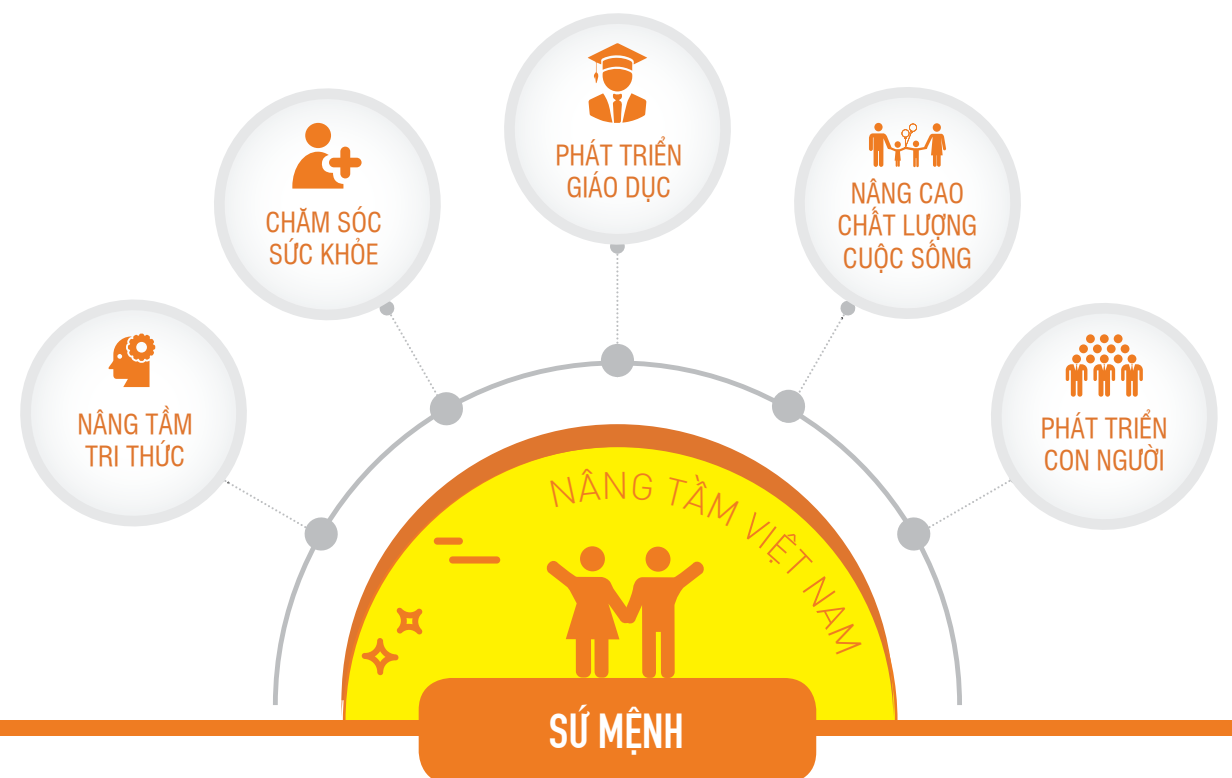 PHÁT TRIỂN
GIÁO DỤC
CHĂM SÓC
SỨC KHỎE
NÂNG CAO
CHẤT LƯỢNG
CUỘC SỐNG
NÂNG TẦM
TRI THỨC
PHÁT TRIỂN
CON NGƯỜI
NÂNG TẦM VIỆT NAM
SỨ MỆNH